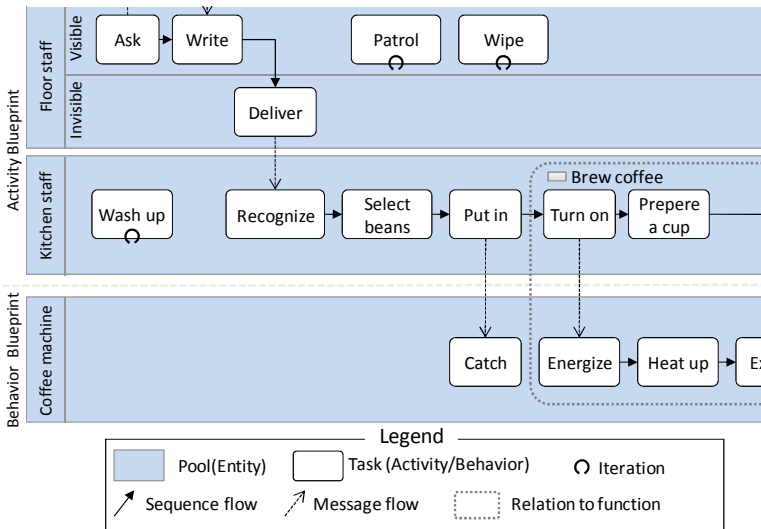 Activity Blueprint
Floor staff
Visible
Ask
Write
Patrol
Wipe
Invisible
Deliver
Kitchen staff
Brew coffee
Wash up
Recognize
Select
beans
Put in
Turn on
Prepere
a cup
Behavior Blueprint
Coffee machine
Catch
Energize
Heat up
Ex
Legend
Pool(Entity)
Task (Activity/Behavior)
Iteration
Sequence flow
Message flow
Relation to function